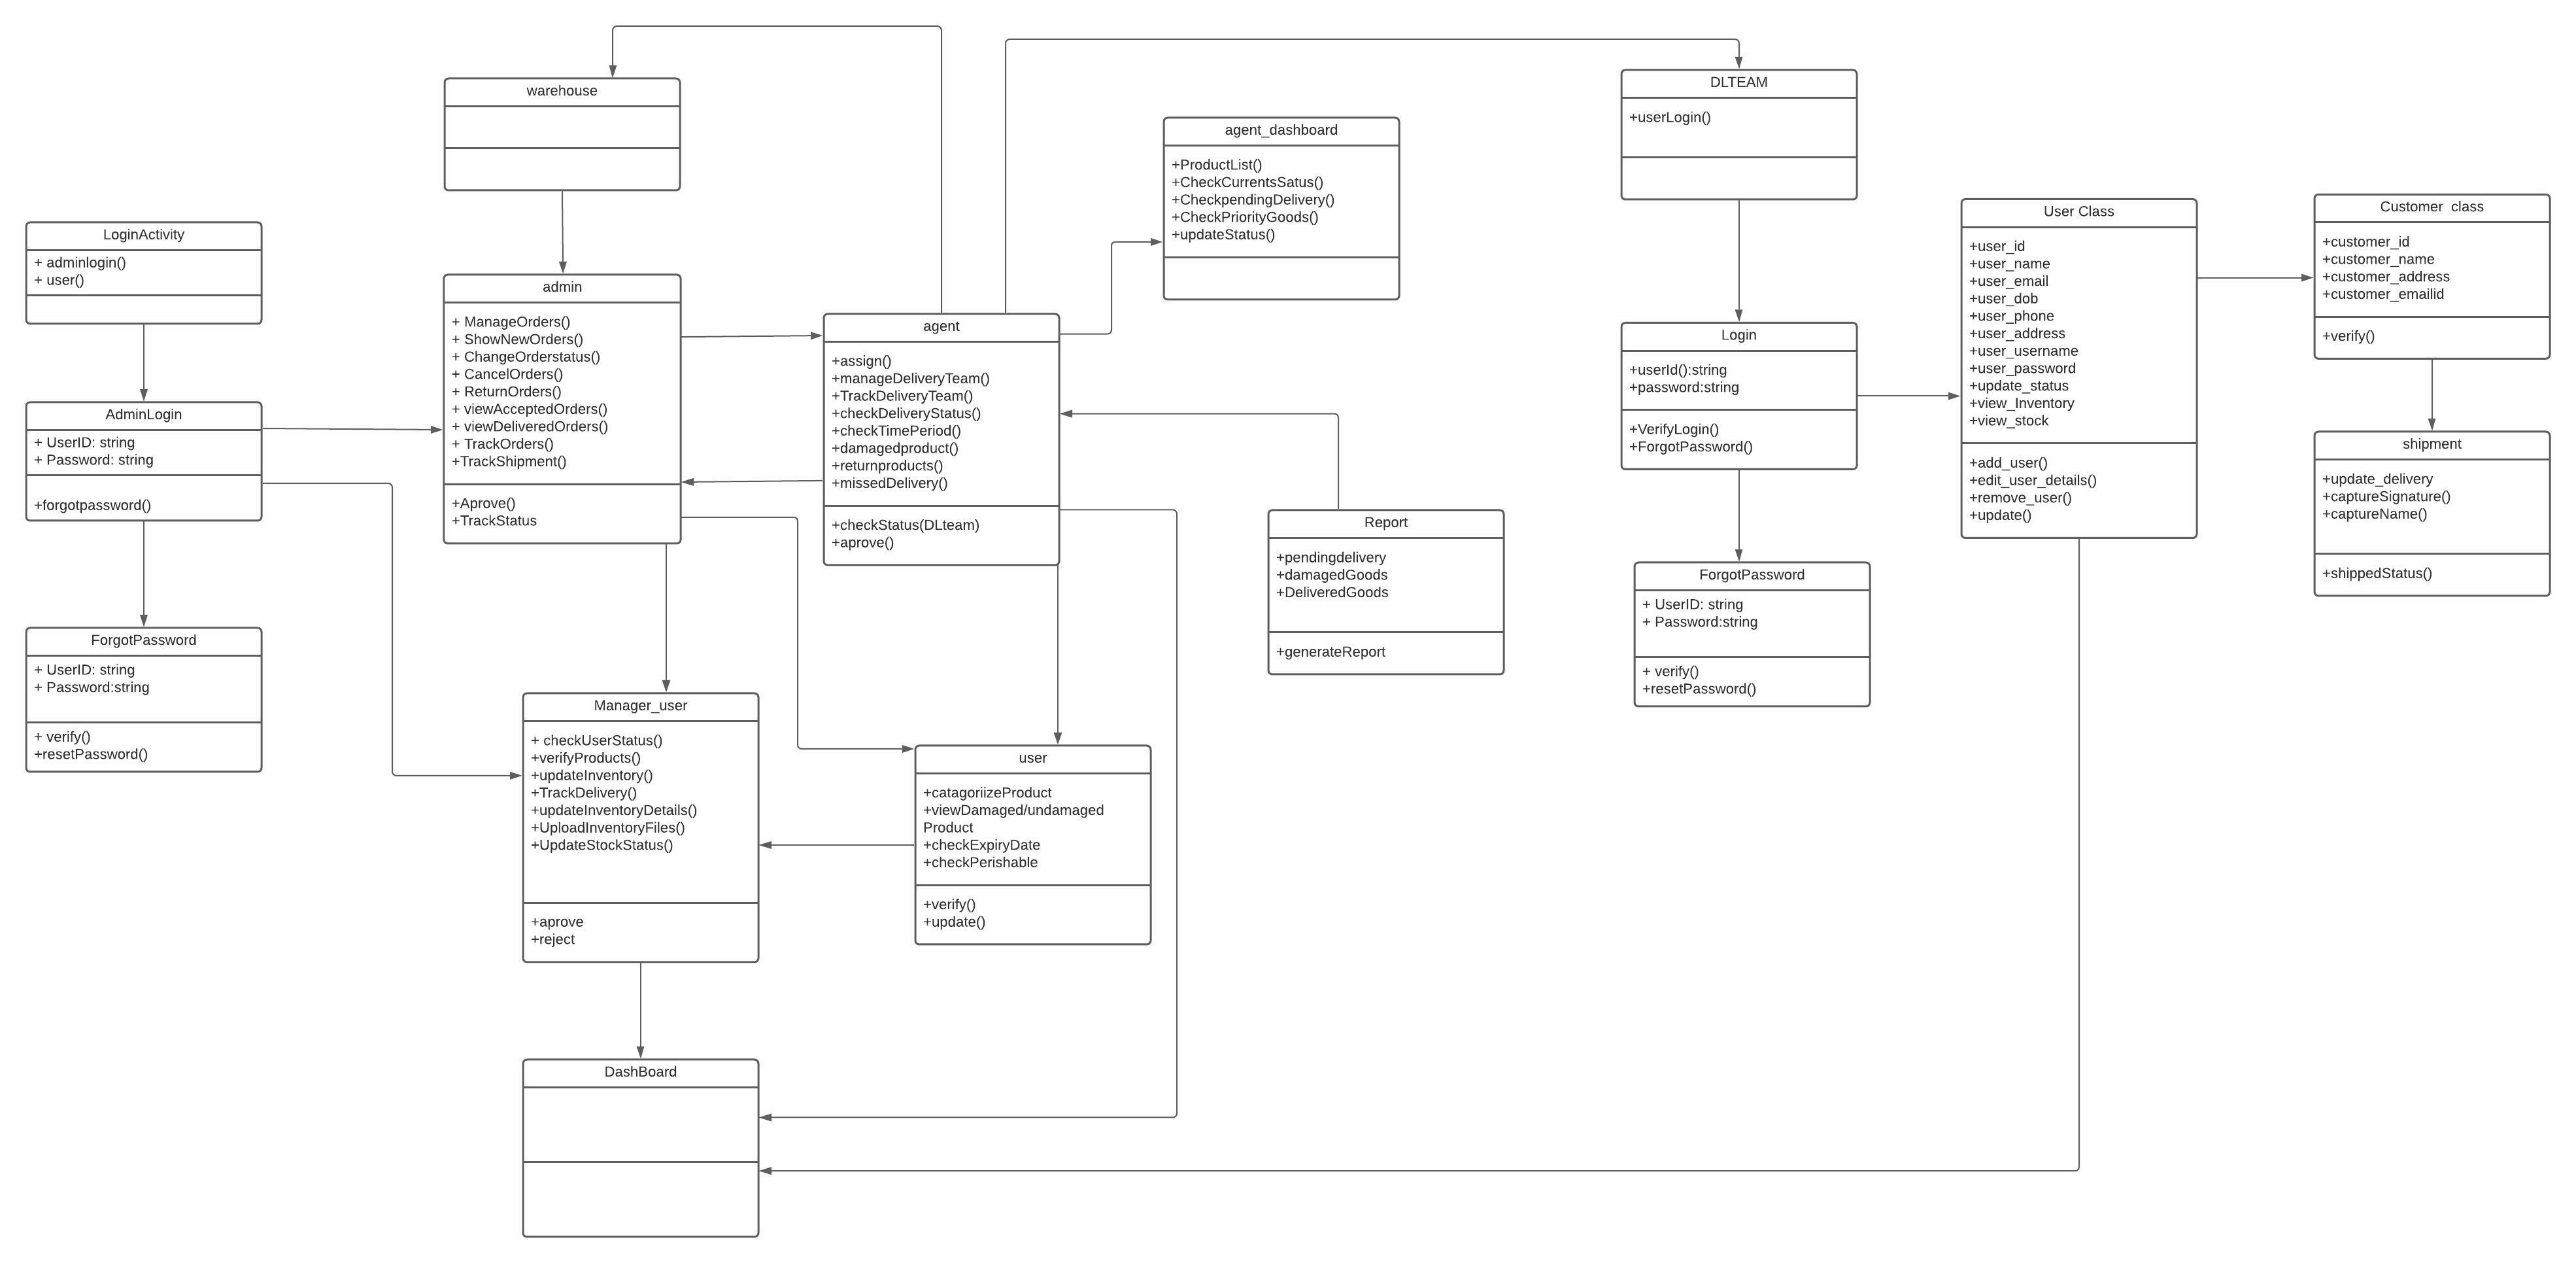 warehouse
DLTEAM
+userLogin()
agent_dashboard
+ProductList()
+CheckCurrentsSatus()
+CheckpendingDelivery()
+CheckPriorityGoods()
+updateStatus()
LoginActivity
+ adminlogin()
+ user()
admin
+ ManageOrders()
+ ShowNewOrders()
+ ChangeOrderstatus()
+ CancelOrders()
+ ReturnOrders()
+ viewAcceptedOrders()
+ viewDeliveredOrders()
+ TrackOrders()
+TrackShipment()
+Aprove()
+TrackStatus
agent
+assign()
+manageDeliveryTeam()
+TrackDeliveryTeam()
+checkDeliveryStatus()
+checkTimePeriod()
+damagedproduct()
+returnproducts()
+missedDelivery()
+checkStatus(DLteam)
+aprove()
User Class
+user_id
+user_name
+user_email
+user_dob
+user_phone
+user_address
+user_username
+user_password
+update_status
+view_Inventory
+view_stock
+add_user()
+edit_user_details()
+remove_user()
+update()
Customer  class
+customer_id
+customer_name
+customer_address
+customer_emailid
+verify()
Login
+userId():string
+password:string
+VerifyLogin()
+ForgotPassword()
AdminLogin
+ UserID: string
+ Password: string
+forgotpassword()
shipment
+update_delivery
+captureSignature()
+captureName()
+shippedStatus()
Report
+pendingdelivery
+damagedGoods
+DeliveredGoods
+generateReport
ForgotPassword
+ UserID: string
+ Password:string
+ verify()
+resetPassword()
ForgotPassword
+ UserID: string
+ Password:string
+ verify()
+resetPassword()
Manager_user
+ checkUserStatus()
+verifyProducts()
+updateInventory()
+TrackDelivery()
+updateInventoryDetails()
+UploadInventoryFiles()
+UpdateStockStatus()
+aprove
+reject
user
+catagoriizeProduct
+viewDamaged/undamaged
Product
+checkExpiryDate
+checkPerishable
+verify()
+update()
DashBoard